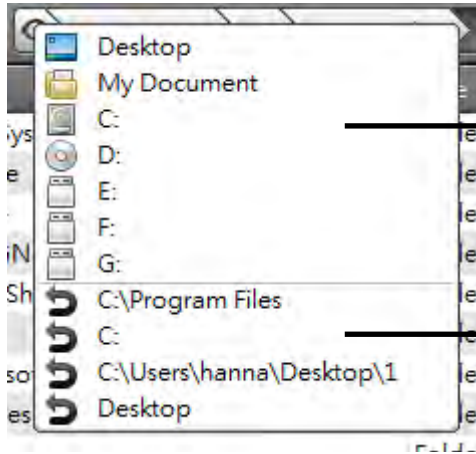 Desktop
My Document
C:
D:
E:
F:
G:
C:\Program Files
C:
C:\Users\hanna\Desktop\1
Desktop